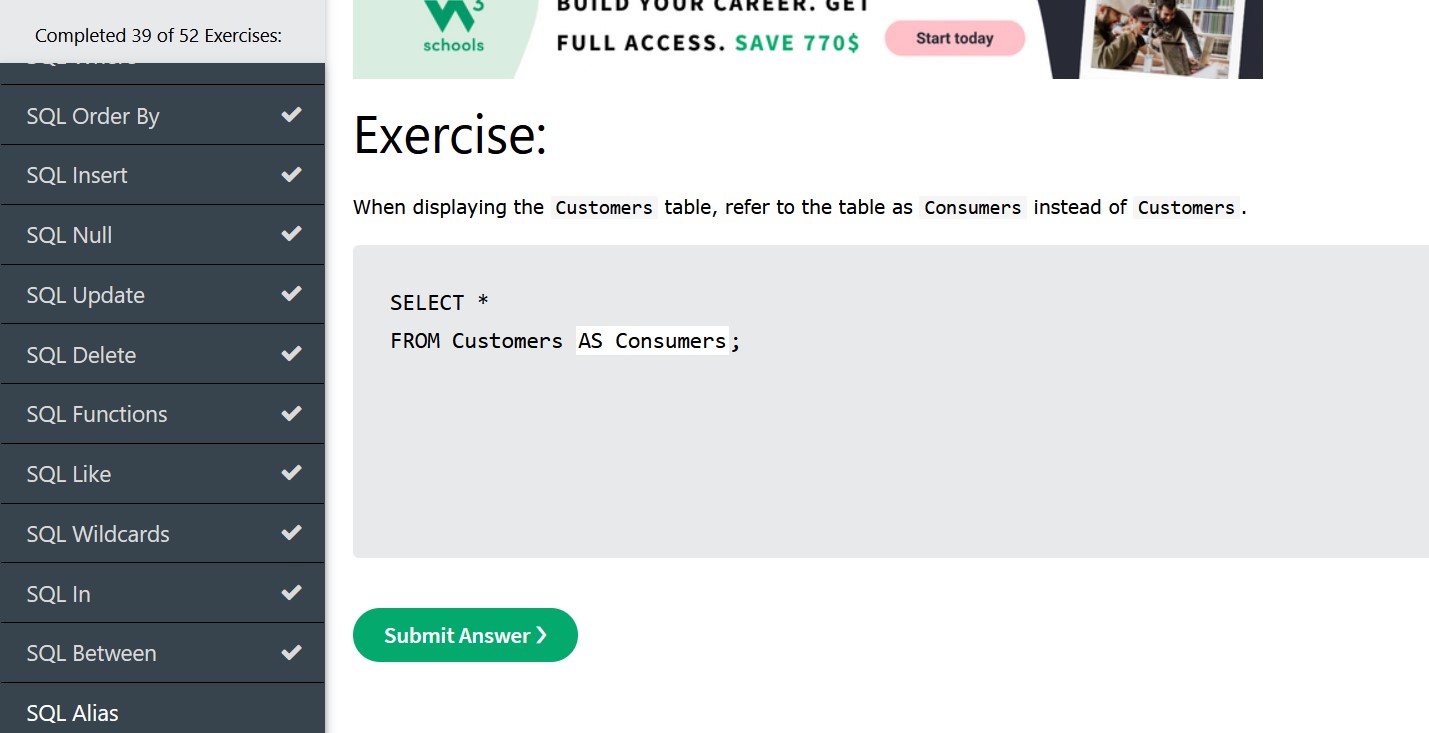 Completed 39 of 52 Exercises:
SQL Where
SQL Order By
SQL Insert
SQL Null
SQL Update
SQL Delete
SQL Functions
SQL Like
SQL Wildcards
SQL In
SQL Between
SQL Alias
3
schools
BUILD YOUR CAREER. GET
FULL ACCESS. SAVE 770$
Start today
Exercise:
When displaying the Customers table, refer to the table as Consumers instead of Customers.
SELECT *
FROM Customers AS Consumers;
Submit Answer ❯